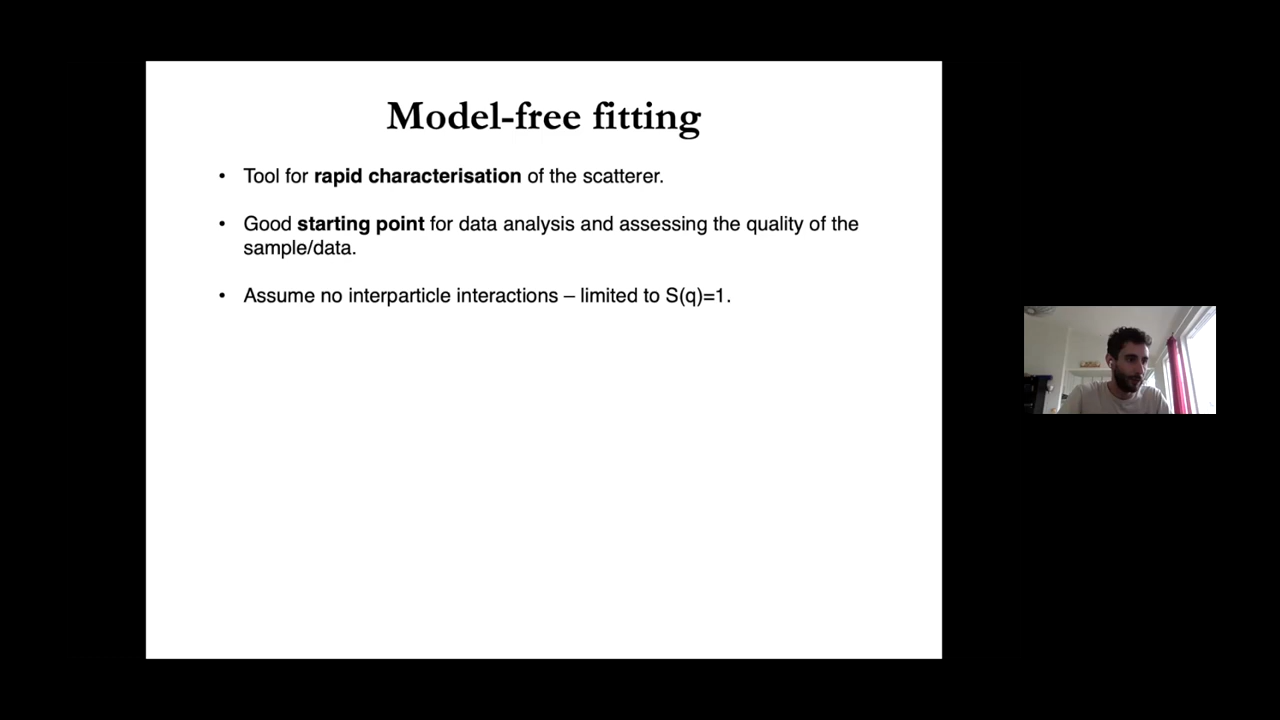 Model-free fitting
• Tool for rapid characterisation of the scatterer.
• Good starting point for data analysis and assessing the quality of the
sample/data.
• Assume no interparticle interactions – limited to S(q)=1.